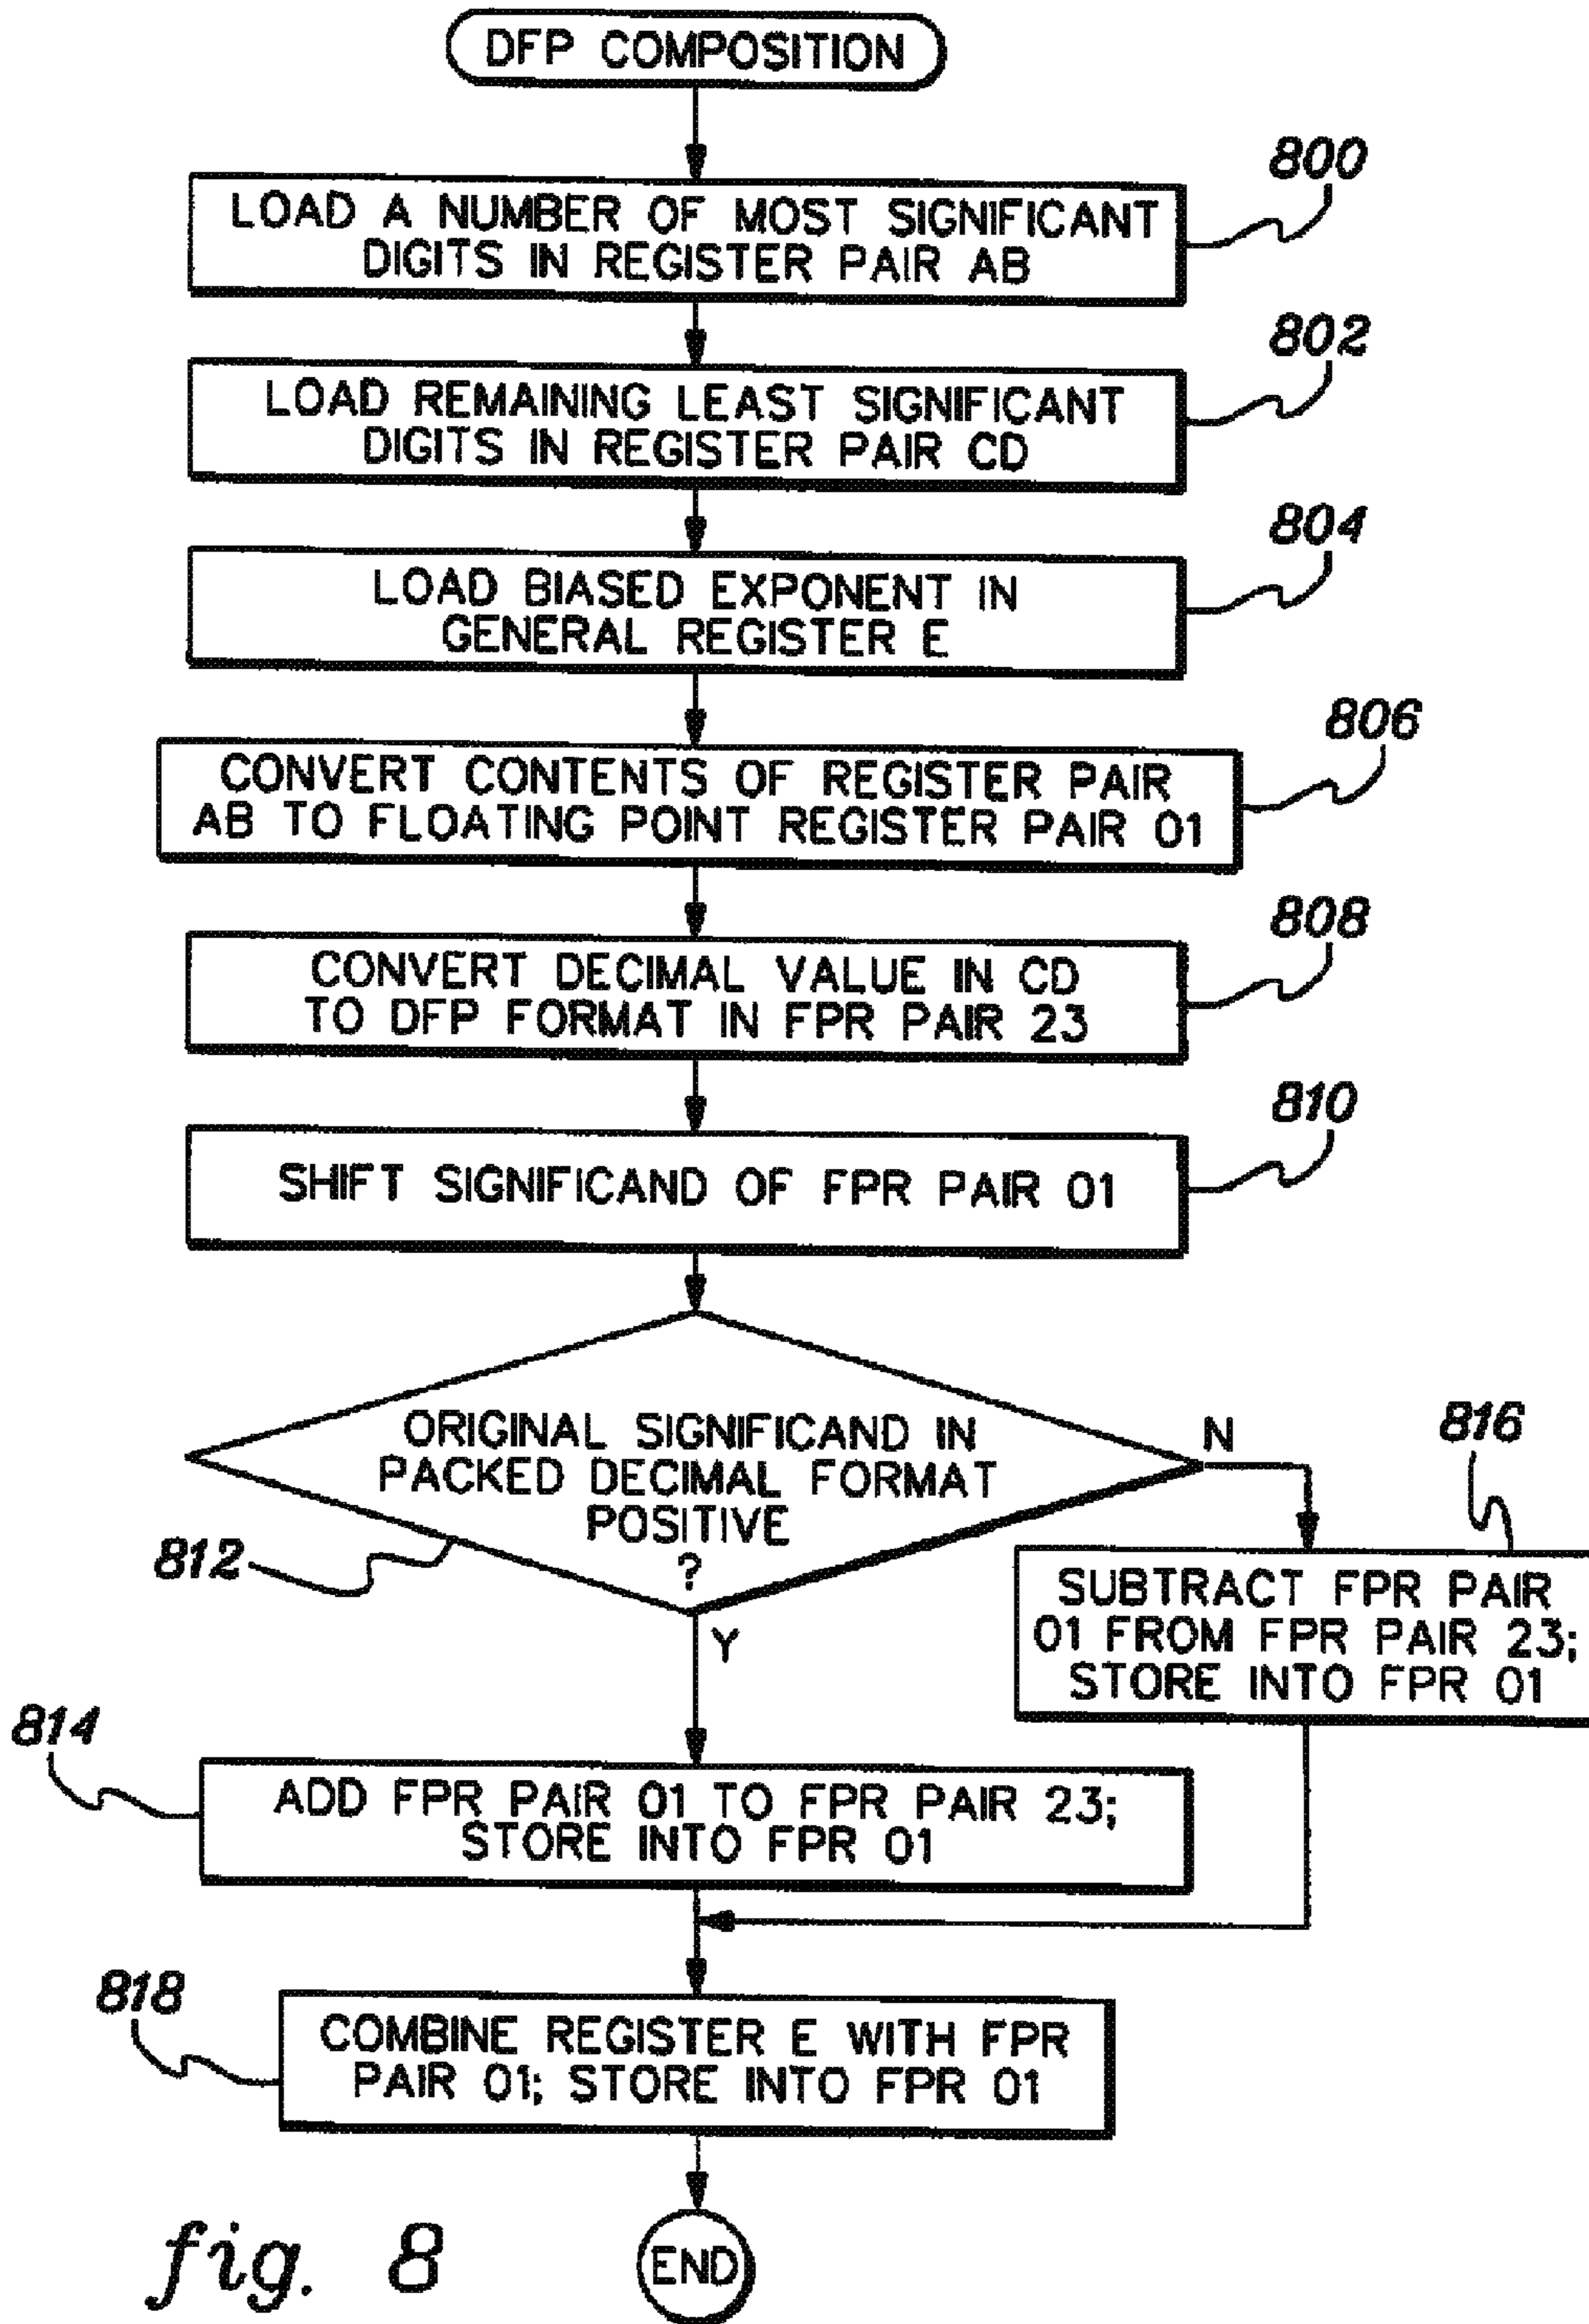 DFP COMPOSITION
800
LOAD A NUMBER OF MOST SIGNIFICANT
DIGITS IN REGISTER PAIR AB
802
LOAD REMAINING LEAST SIGNIFICANT
DIGITS IN REGISTER PAIR CD
804
LOAD BIASED EXPONENT IN
GENERAL REGISTER E
806
CONVERT CONTENTS OF REGISTER PAIR
AB TO FLOATING POINT REGISTER PAIR 01
808
CONVERT DECIMAL VALUE IN CD
TO DFP FORMAT IN FPR PAIR 23
810
SHIFT SIGNIFICAND OF FPR PAIR 01
ORIGINAL SIGNIFICAND IN
PACKED DECIMAL FORMAT
POSITIVE
?
812
N
Y
816
SUBTRACT FPR PAIR
01 FROM FPR PAIR 23;
STORE INTO FPR 01
814
ADD FPR PAIR 01 TO FPR PAIR 23;
STORE INTO FPR 01
818
COMBINE REGISTER E WITH FPR
PAIR 01; STORE INTO FPR 01
END
fig. 8